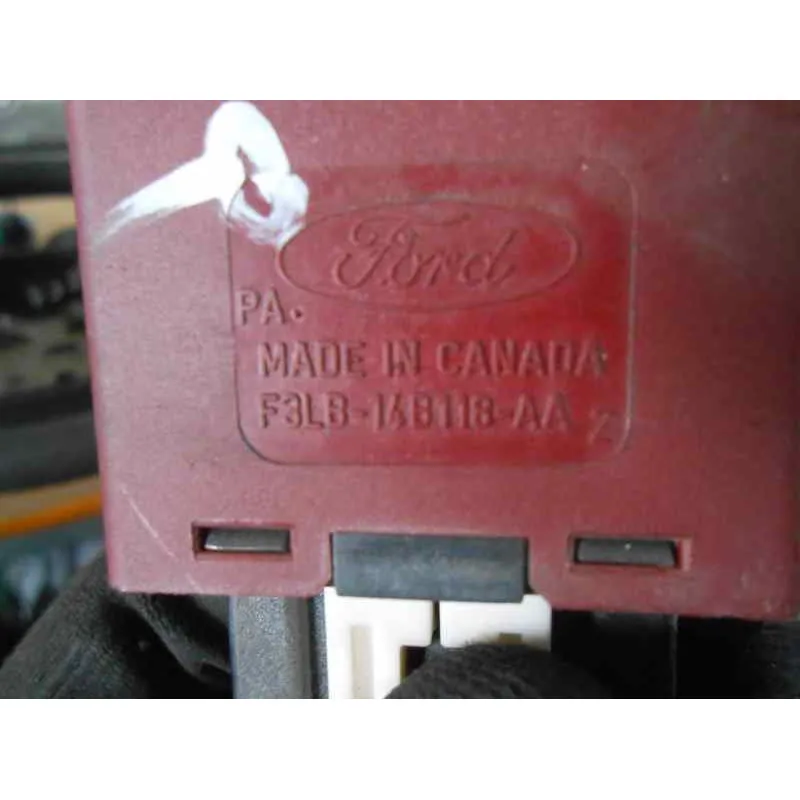 Ford
PA.
MADE IN CANADA
F3LB-14B118-AA Z